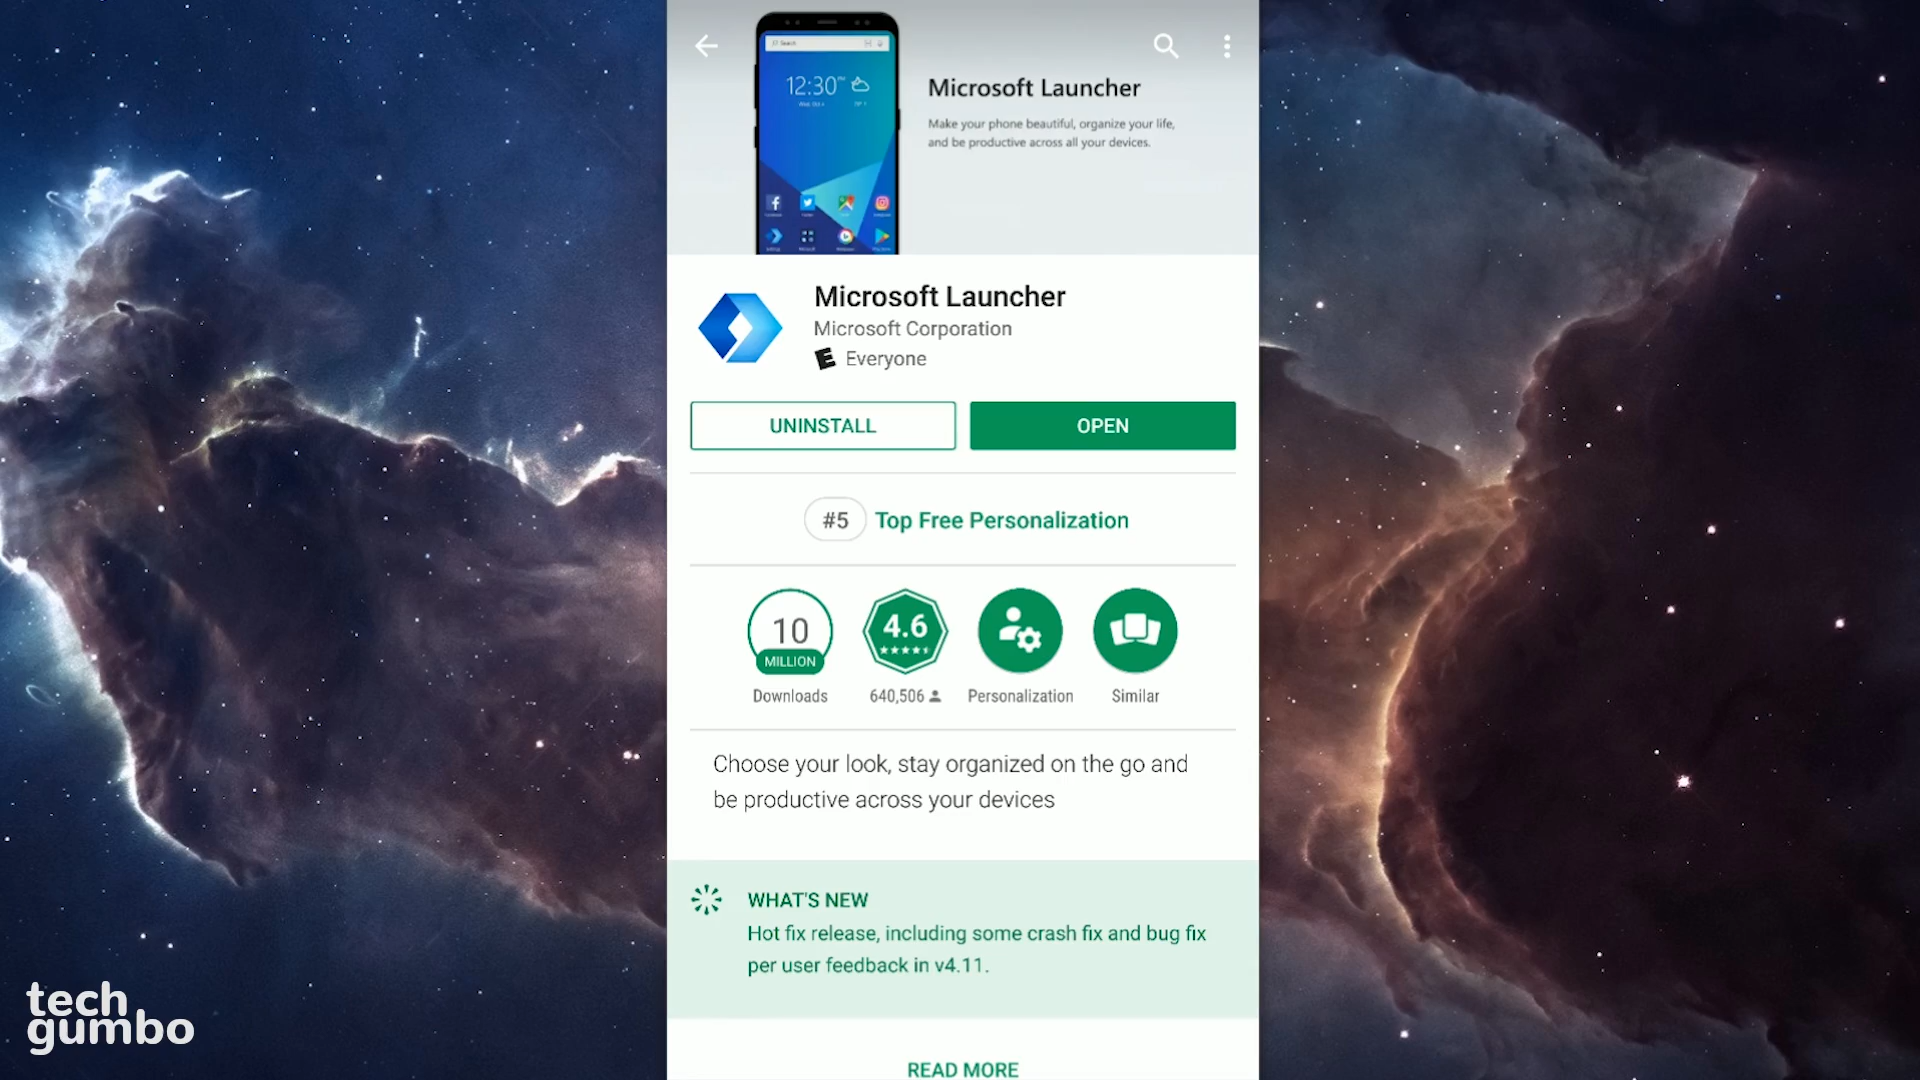 Search
12:30
Microsoft Launcher
Make your phone beautiful, organize your life,
and be productive across all your devices.
Microsoft Launcher
Microsoft Corporation
E Everyone
UNINSTALL
OPEN
#5 Top Free Personalization
10
MILLION
4.6
Downloads
640,506
Personalization
Similar
Choose your look, stay organized on the go and
be productive across your devices
WHAT'S NEW
Hot fix release, including some crash fix and bug fix
per user feedback in v4.11.
READ MORE
tech
gumbo